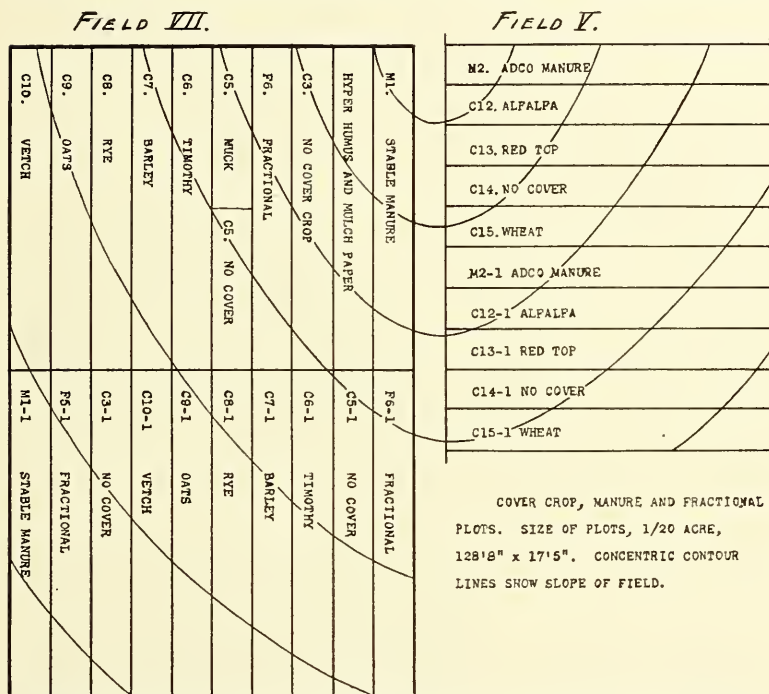 FIELD VII.
M1. STABLE MANURE
HYPER HUMUS AND MULCH PAPER
C3. NO COVER CROP
F6. FRACTIONAL
C5. MUCK
C5. NO COVER
C6. TIMOTHY
C7. BARLEY
C8. RYE
C9. OATS
C10. VETCH
F6-1 FRACTIONAL
C5-1 NO COVER
C6-1 TIMOTHY
C7-1 BARLEY
C8-1 RYE
C9-1 OATS
C10-1 VETCH
C3-1 NO COVER
F5-1 FRACTIONAL
M1-1 STABLE MANURE
FIELD V.
M2. ADCO MANURE
C12. ALFALFA
C13. RED TOP
C14. NO COVER
C15. WHEAT
M2-1 ADCO MANURE
C12-1 ALFALFA
C13-1 RED TOP
C14-1 NO COVER
C15-1 WHEAT
COVER CROP, MANURE AND FRACTIONAL
PLOTS. SIZE OF PLOTS, 1/20 ACRE,
128'8" x 17'5". CONCENTRIC CONTOUR
LINES SHOW SLOPE OF FIELD.